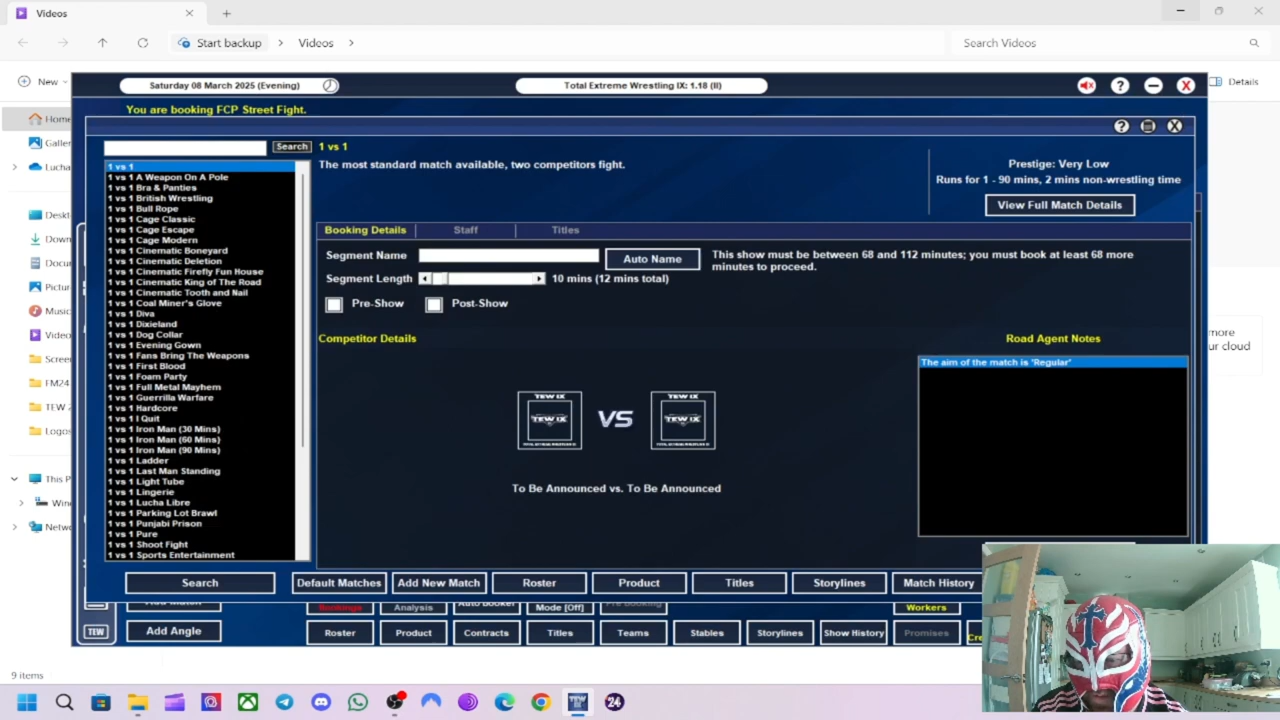 Videos
Start backup
Videos
Search Videos
New
Details
Saturday 08 March 2025 (Evening)
Total Extreme Wrestling IX: 1.18 (II)
You are booking FCP Street Fight.
Home
Search
1 vs 1
The most standard match available, two competitors fight.
Prestige: Very Low
Runs for 1 - 90 mins, 2 mins non-wrestling time
View Full Match Details
1 vs 1
1 vs 1 A Weapon On A Pole
1 vs 1 Bra & Panties
1 vs 1 British Wrestling
1 vs 1 Bull Rope
1 vs 1 Cage Classic
1 vs 1 Cage Escape
1 vs 1 Cage Modern
1 vs 1 Cinematic Boneyard
1 vs 1 Cinematic Deletion
1 vs 1 Cinematic Firefly Fun House
1 vs 1 Cinematic King of The Road
1 vs 1 Cinematic Tooth and Nail
1 vs 1 Coal Miner's Glove
1 vs 1 Diva
1 vs 1 Dixieland
1 vs 1 Dog Collar
1 vs 1 Evening Gown
1 vs 1 Fans Bring The Weapons
1 vs 1 First Blood
1 vs 1 Foam Party
1 vs 1 Full Metal Mayhem
1 vs 1 Guerrilla Warfare
1 vs 1 Hardcore
1 vs 1 I Quit
1 vs 1 Iron Man (30 Mins)
1 vs 1 Iron Man (60 Mins)
1 vs 1 Iron Man (90 Mins)
1 vs 1 Ladder
1 vs 1 Last Man Standing
1 vs 1 Light Tube
1 vs 1 Lingerie
1 vs 1 Lucha Libre
1 vs 1 Parking Lot Brawl
1 vs 1 Punjabi Prison
1 vs 1 Pure
1 vs 1 Shoot Fight
1 vs 1 Sports Entertainment
Booking Details
Staff
Titles
Segment Name
Auto Name
This show must be between 68 and 112 minutes; you must book at least 68 more
minutes to proceed.
Segment Length
10 mins (12 mins total)
Pre-Show
Post-Show
Competitor Details
Road Agent Notes
The aim of the match is 'Regular'
TEW IX
VS
TEW IX
To Be Announced vs. To Be Announced
Search
Default Matches
Add New Match
Roster
Product
Titles
Storylines
Match History
Analysis
Mode [Off]
Workers
TEW
Add Angle
Roster
Product
Contracts
Titles
Teams
Stables
Storylines
Show History
Promises
more
9 items
24